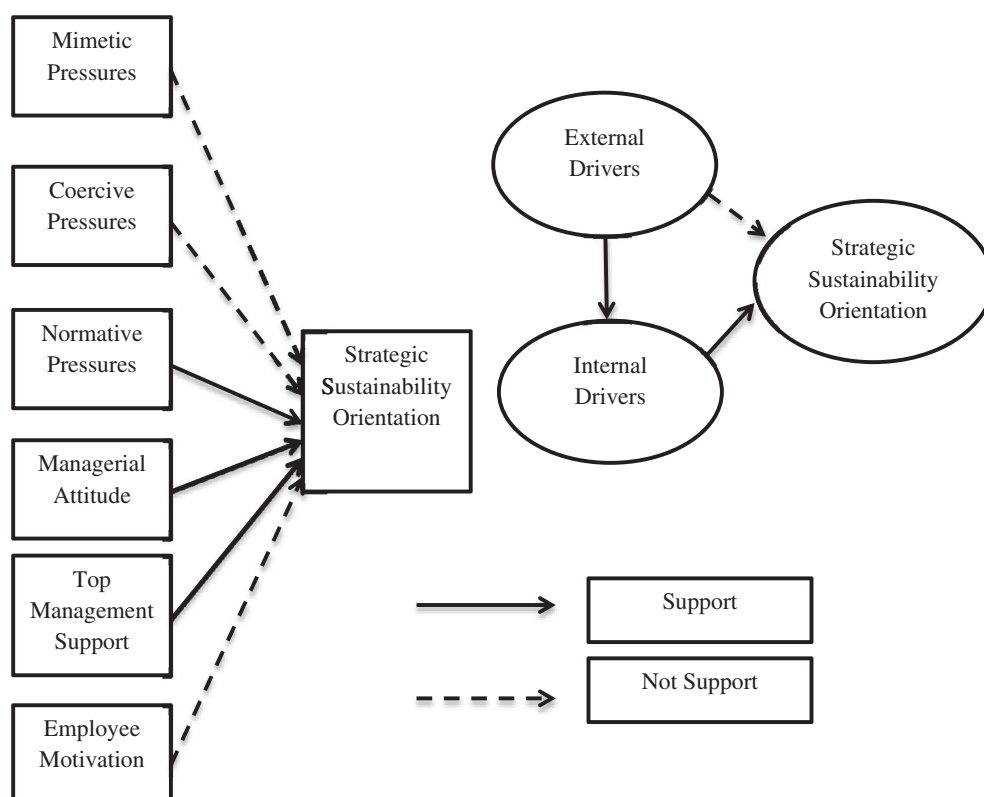 Mimetic
Pressures
Coercive
Pressures
Normative
Pressures
Managerial
Attitude
Top
Management
Support
Employee
Motivation
Strategic
Sustainability
Orientation
External
Drivers
Internal
Drivers
Strategic
Sustainability
Orientation
Support
Not Support